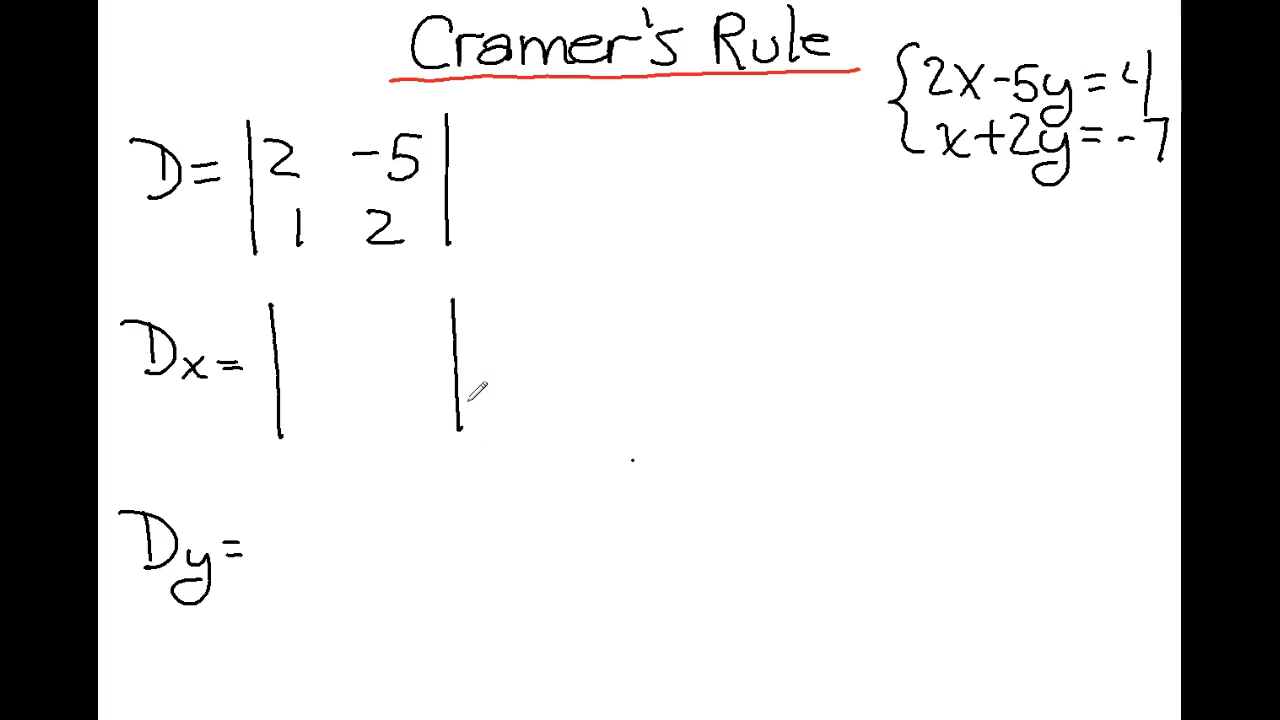 Cramer's Rule
{2x-5y=4
x+2y=-7
D= |2 -5|
1 2
Dx= | |
Dy=